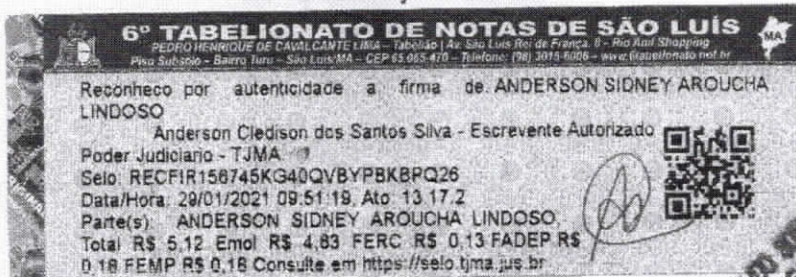 6º TABELIONATO DE NOTAS DE SÃO LUÍS
PEDRO HENRIQUE DE CAVALCANTE LIMA - Tabelião | Av. São Luís Rei de França, 8 - Rio Anil Shopping
Piso Subsolo - Bairro Turu - São Luís/MA - CEP 65.065-470 - Telefone: (98) 3015-6006 -
MA
Reconheco por autenticidade a firma de: ANDERSON SIDNEY AROUCHA
LINDOSO
Anderson Cledison dos Santos Silva - Escrevente Autorizado
Poder Judiciario - TJMA
Selo: RECFIR156745KG40QVBYPBKBPQ26
Data/Hora: 29/01/2021 09:51:19, Ato: 13.17.2
Parte(s): ANDERSON SIDNEY AROUCHA LINDOSO,
Total R$ 5,12 Emol R$ 4,63 FERC R$ 0,13 FADEP R$
0,18 FEMP R$ 0,18 Consulte em https://selo.tjma.jus.br